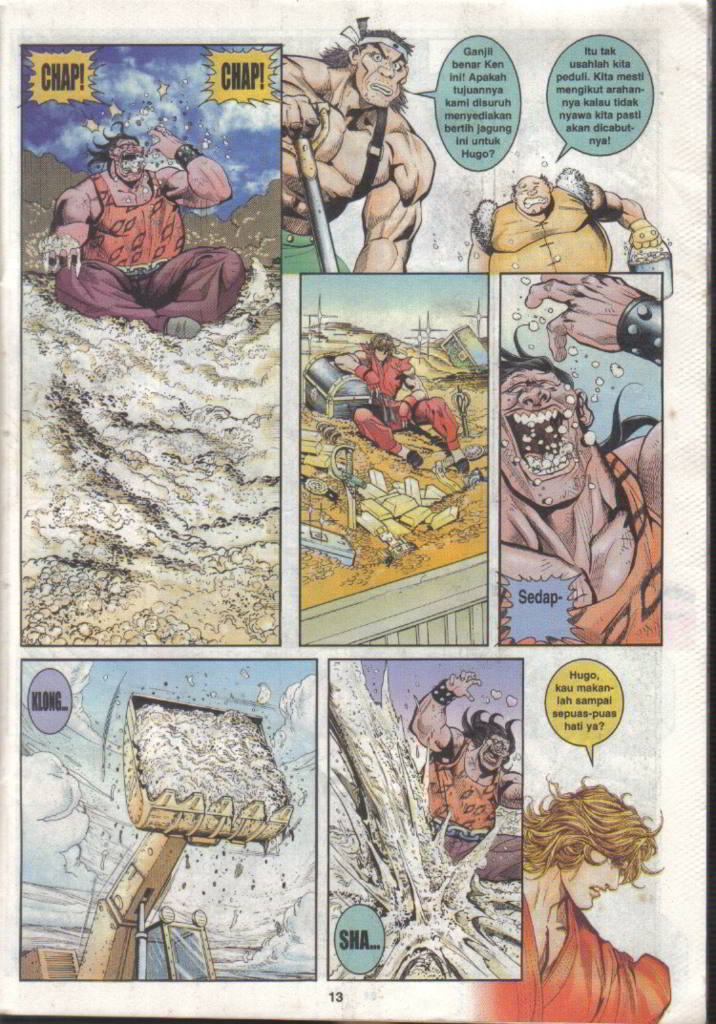 CHAP!
CHAP!
Ganjil
benar Ken
ini! Apakah
tujuannya
kami disuruh
menyediakan
bertih jagung
ini untuk
Hugo?
Itu tak
usahlah kita
peduli. Kita mesti
mengikut arahan-
nya kalau tidak
nyawa kita pasti
akan dicabut-
nya!
Sedap-
KLONG...
SHA...
Hugo,
kau makan-
lah sampai
sepuas-puas
hati ya?
13